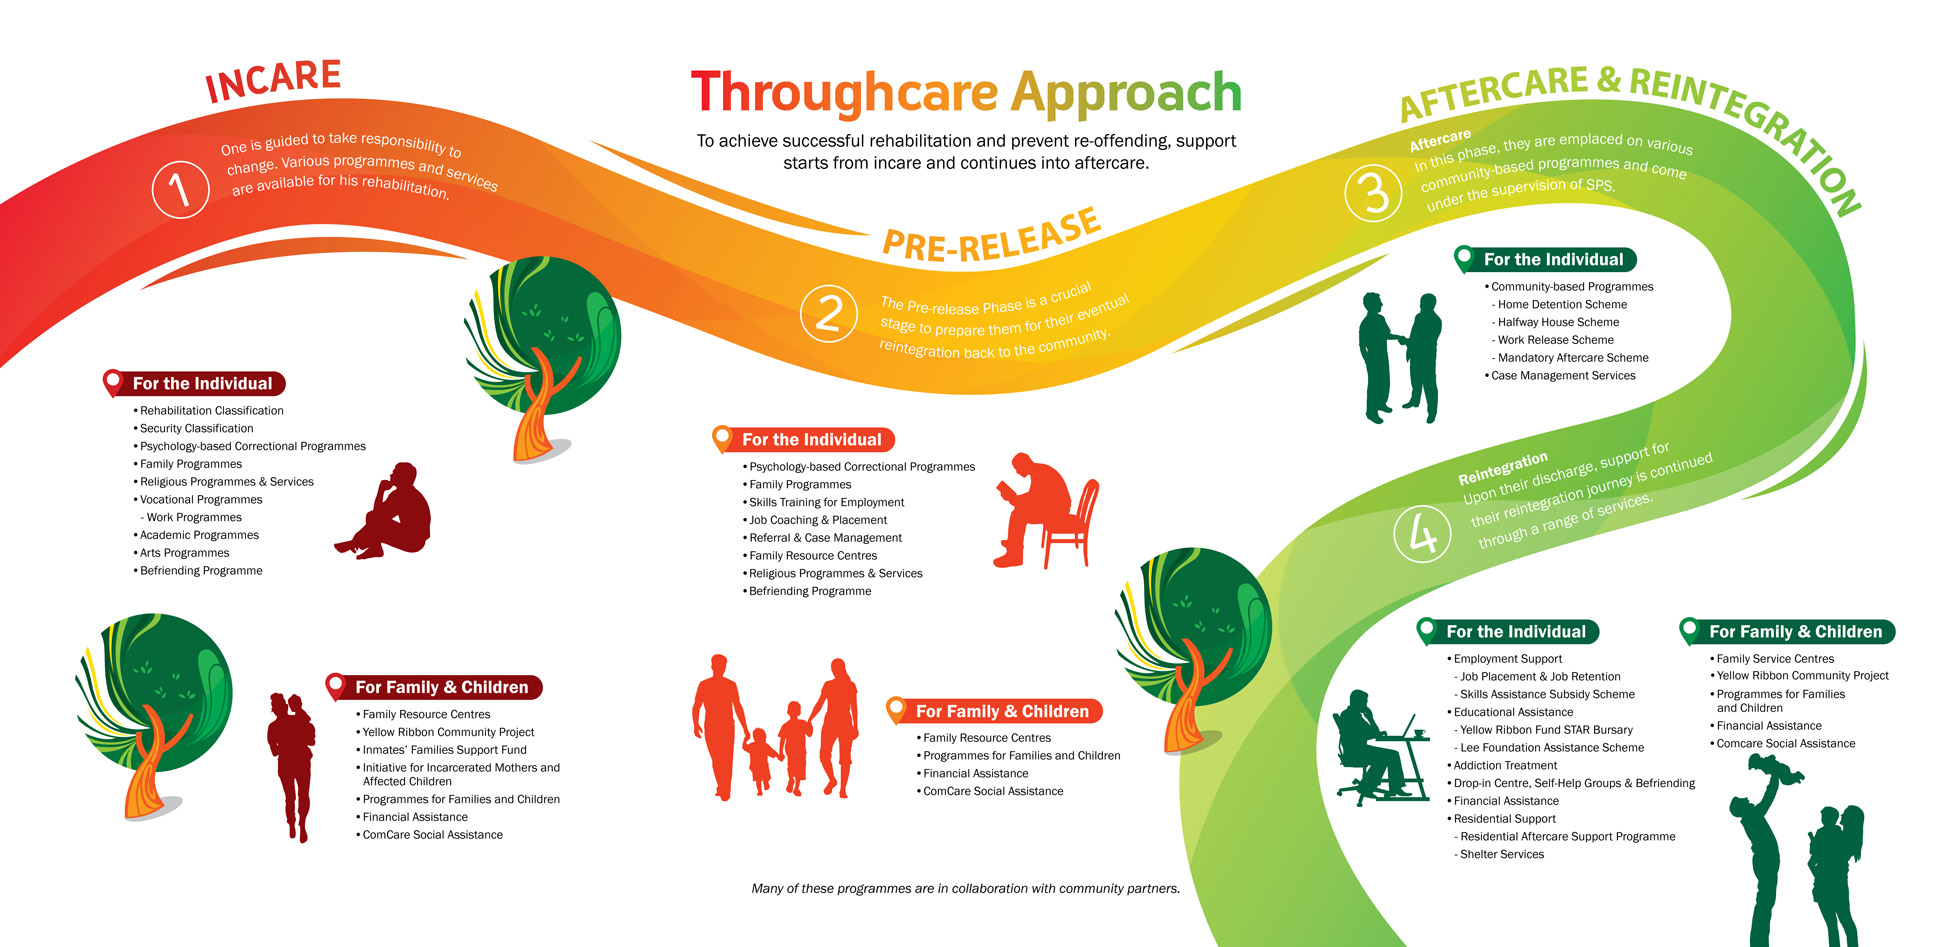 Throughcare Approach
To achieve successful rehabilitation and prevent re-offending, support
starts from incare and continues into aftercare.
INCARE
1
One is guided to take responsibility to
change. Various programmes and services
are available for his rehabilitation.
For the Individual
• Rehabilitation Classification
• Security Classification
• Psychology-based Correctional Programmes
• Family Programmes
• Religious Programmes & Services
• Vocational Programmes
- Work Programmes
• Academic Programmes
• Arts Programmes
• Befriending Programme
For Family & Children
• Family Resource Centres
• Yellow Ribbon Community Project
• Inmates' Families Support Fund
• Initiative for Incarcerated Mothers and
Affected Children
• Programmes for Families and Children
• Financial Assistance
• ComCare Social Assistance
PRE-RELEASE
2
The Pre-release Phase is a crucial
stage to prepare them for their eventual
reintegration back to the community.
For the Individual
• Psychology-based Correctional Programmes
• Family Programmes
• Skills Training for Employment
• Job Coaching & Placement
• Referral & Case Management
• Family Resource Centres
• Religious Programmes & Services
• Befriending Programme
For Family & Children
• Family Resource Centres
• Programmes for Families and Children
• Financial Assistance
• ComCare Social Assistance
AFTERCARE & REINTEGRATION
3
Aftercare
In this phase, they are emplaced on various
community-based programmes and come
under the supervision of SPS.
For the Individual
• Community-based Programmes
- Home Detention Scheme
- Halfway House Scheme
- Work Release Scheme
- Mandatory Aftercare Scheme
• Case Management Services
4
Reintegration
Upon their discharge, support for
their reintegration journey is continued
through a range of services.
For the Individual
• Employment Support
- Job Placement & Job Retention
- Skills Assistance Subsidy Scheme
• Educational Assistance
- Yellow Ribbon Fund STAR Bursary
- Lee Foundation Assistance Scheme
• Addiction Treatment
• Drop-in Centre, Self-Help Groups & Befriending
• Financial Assistance
• Residential Support
- Residential Aftercare Support Programme
- Shelter Services
For Family & Children
• Family Service Centres
• Yellow Ribbon Community Project
• Programmes for Families
and Children
• Financial Assistance
• Comcare Social Assistance
Many of these programmes are in collaboration with community partners.